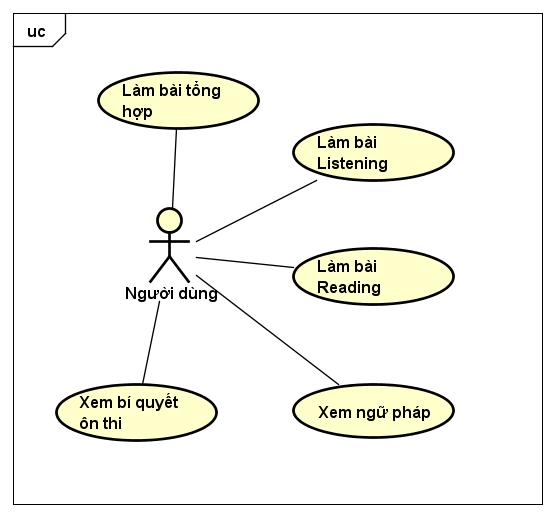 uc
Làm bài tổng
hợp
Làm bài
Listening
Làm bài
Reading
Người dùng
Xem bí quyết
ôn thi
Xem ngữ pháp